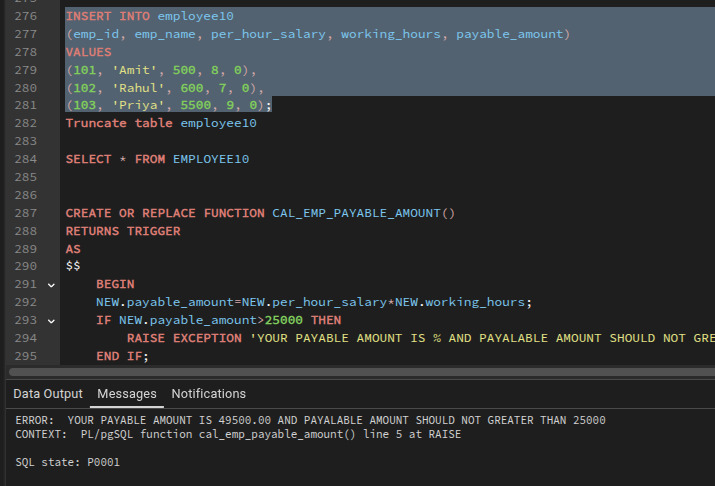 275
276 INSERT INTO employee10
277 (emp_id, emp_name, per_hour_salary, working_hours, payable_amount)
278 VALUES
279 (101, 'Amit', 500, 8, 0),
280 (102, 'Rahul', 600, 7, 0),
281 (103, 'Priya', 5500, 9, 0);
282 Truncate table employee10
283
284 SELECT * FROM EMPLOYEE10
285
286
287 CREATE OR REPLACE FUNCTION CAL_EMP_PAYABLE_AMOUNT()
288 RETURNS TRIGGER
289 AS
290 $$
291 BEGIN
292 NEW.payable_amount=NEW.per_hour_salary*NEW.working_hours;
293 IF NEW.payable_amount>25000 THEN
294 RAISE EXCEPTION 'YOUR PAYABLE AMOUNT IS % AND PAYALABLE AMOUNT SHOULD NOT GRE
295 END IF;
Data Output Messages Notifications
ERROR: YOUR PAYABLE AMOUNT IS 49500.00 AND PAYALABLE AMOUNT SHOULD NOT GREATER THAN 25000
CONTEXT: PL/pgSQL function cal_emp_payable_amount() line 5 at RAISE
SQL state: P0001